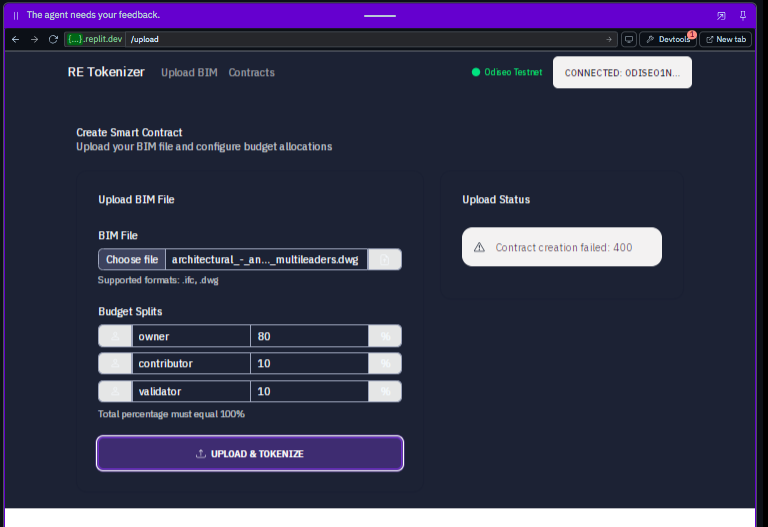 The agent needs your feedback.
{...}.replit.dev /upload
Devtools 1
New tab
RE Tokenizer Upload BIM Contracts
Odiseo Testnet CONNECTED: ODISEO1N...
Create Smart Contract
Upload your BIM file and configure budget allocations
Upload BIM File
BIM File
Choose file architectural_-_an..._multileaders.dwg
Supported formats: .ifc, .dwg
Budget Splits
owner 80 %
contributor 10 %
validator 10 %
Total percentage must equal 100%
UPLOAD & TOKENIZE
Upload Status
Contract creation failed: 400